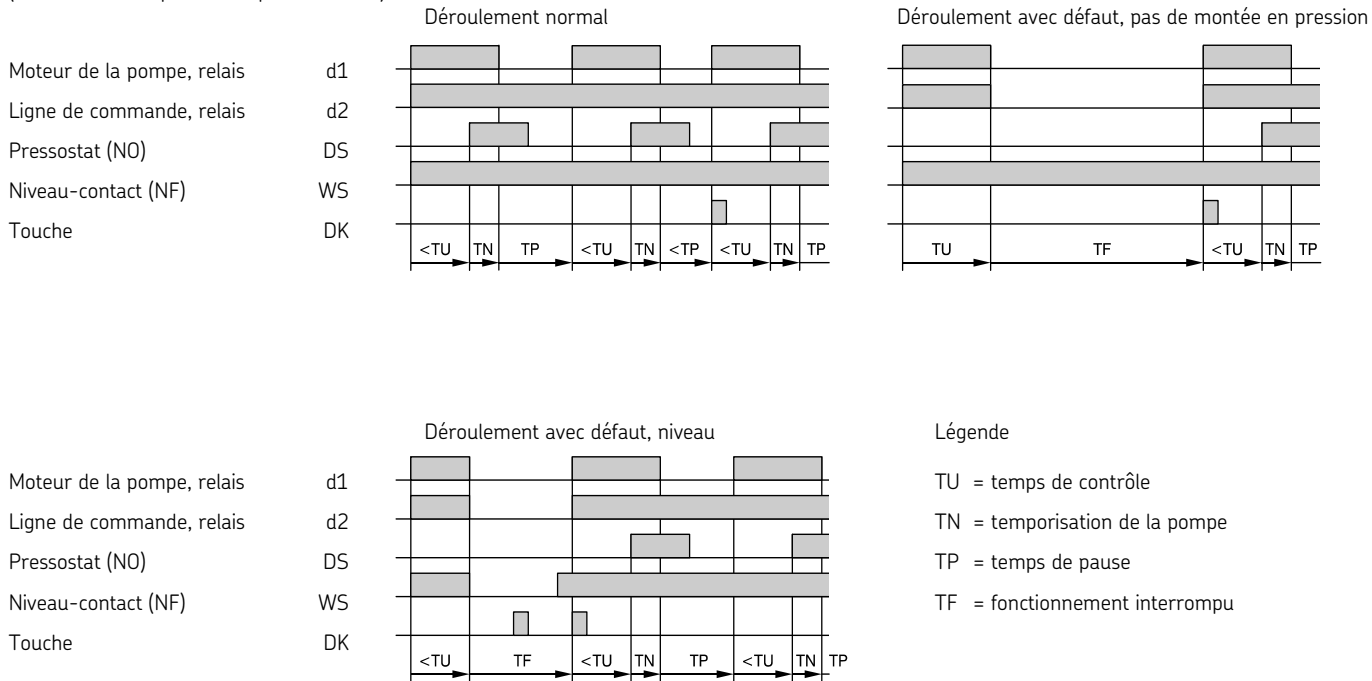 Déroulement normal
Déroulement avec défaut, pas de montée en pression
Moteur de la pompe, relais d1
Ligne de commande, relais d2
Pressostat (NO) DS
Niveau-contact (NF) WS
Touche DK
<TU TN TP <TU TN <TP <TU TN TP
TU TF <TU TN TP
Déroulement avec défaut, niveau
Légende
Moteur de la pompe, relais d1
Ligne de commande, relais d2
Pressostat (NO) DS
Niveau-contact (NF) WS
Touche DK
TU = temps de contrôle
TN = temporisation de la pompe
TP = temps de pause
TF = fonctionnement interrompu
<TU TF <TU TN TP <TU TN TP